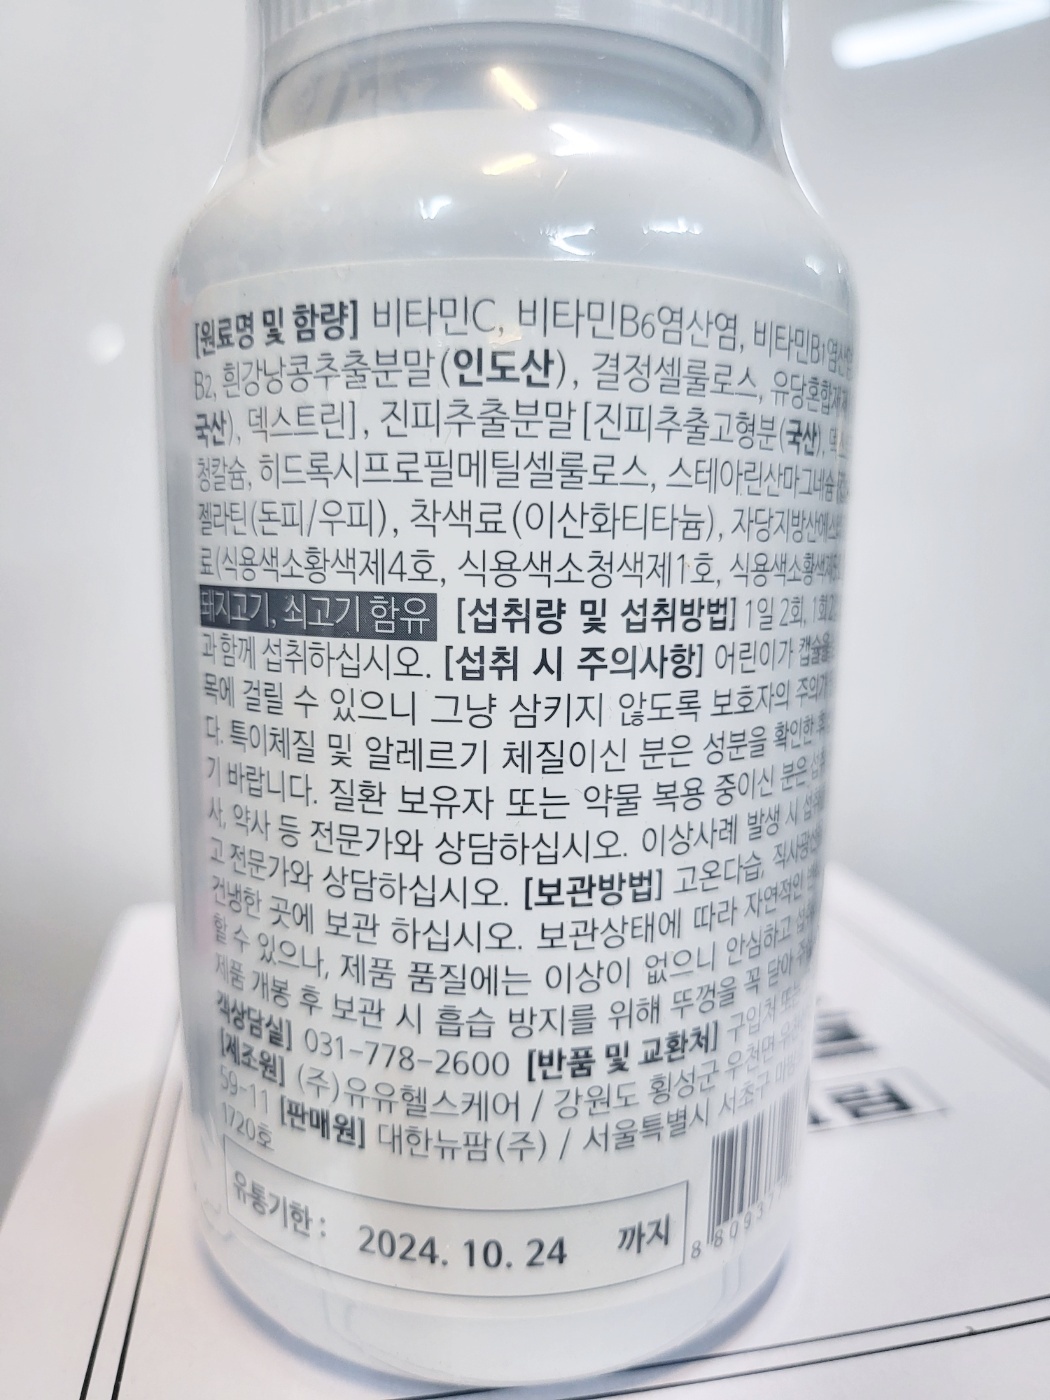 [원료명 및 함량] 비타민C, 비타민B6염산염, 비타민B1염산염
B2, 흰강낭콩추출분말(인도산), 결정셀룰로스, 유당혼합
국산), 덱스트린], 진피추출분말[진피추출고형분(국산),
청칼슘, 히드록시프로필메틸셀룰로스, 스테아린산마그네슘
젤라틴(돈피/우피), 착색료(이산화티타늄), 자당지방산에스
료(식용색소황색제4호, 식용색소청색제1호, 식용색소황색제5
돼지고기, 쇠고기 함유 [섭취량 및 섭취방법] 1일 2회, 1회2
과 함께 섭취하십시오. [섭취 시 주의사항] 어린이가 캡슐을
목에 걸릴 수 있으니 그냥 삼키지 않도록 보호자의 주의가
다. 특이체질 및 알레르기 체질이신 분은 성분을 확인한 후
기 바랍니다. 질환 보유자 또는 약물 복용 중이신 분은
사, 약사 등 전문가와 상담하십시오. 이상사례 발생 시
고 전문가와 상담하십시오. [보관방법] 고온다습, 직사광선
건냉한 곳에 보관 하십시오. 보관상태에 따라 자연적인
할 수 있으나, 제품 품질에는 이상이 없으니 안심하고
제품 개봉 후 보관 시 흡습 방지를 위해 뚜껑을 꼭 닫아
객상담실] 031-778-2600 [반품 및 교환처] 구입처 또는
[제조원] (주)유유헬스케어 / 강원도 횡성군 우천면
59-11 [판매원] 대한뉴팜(주) / 서울특별시 서초구
1720호
유통기한 : 2024. 10. 24 까지
8 80937